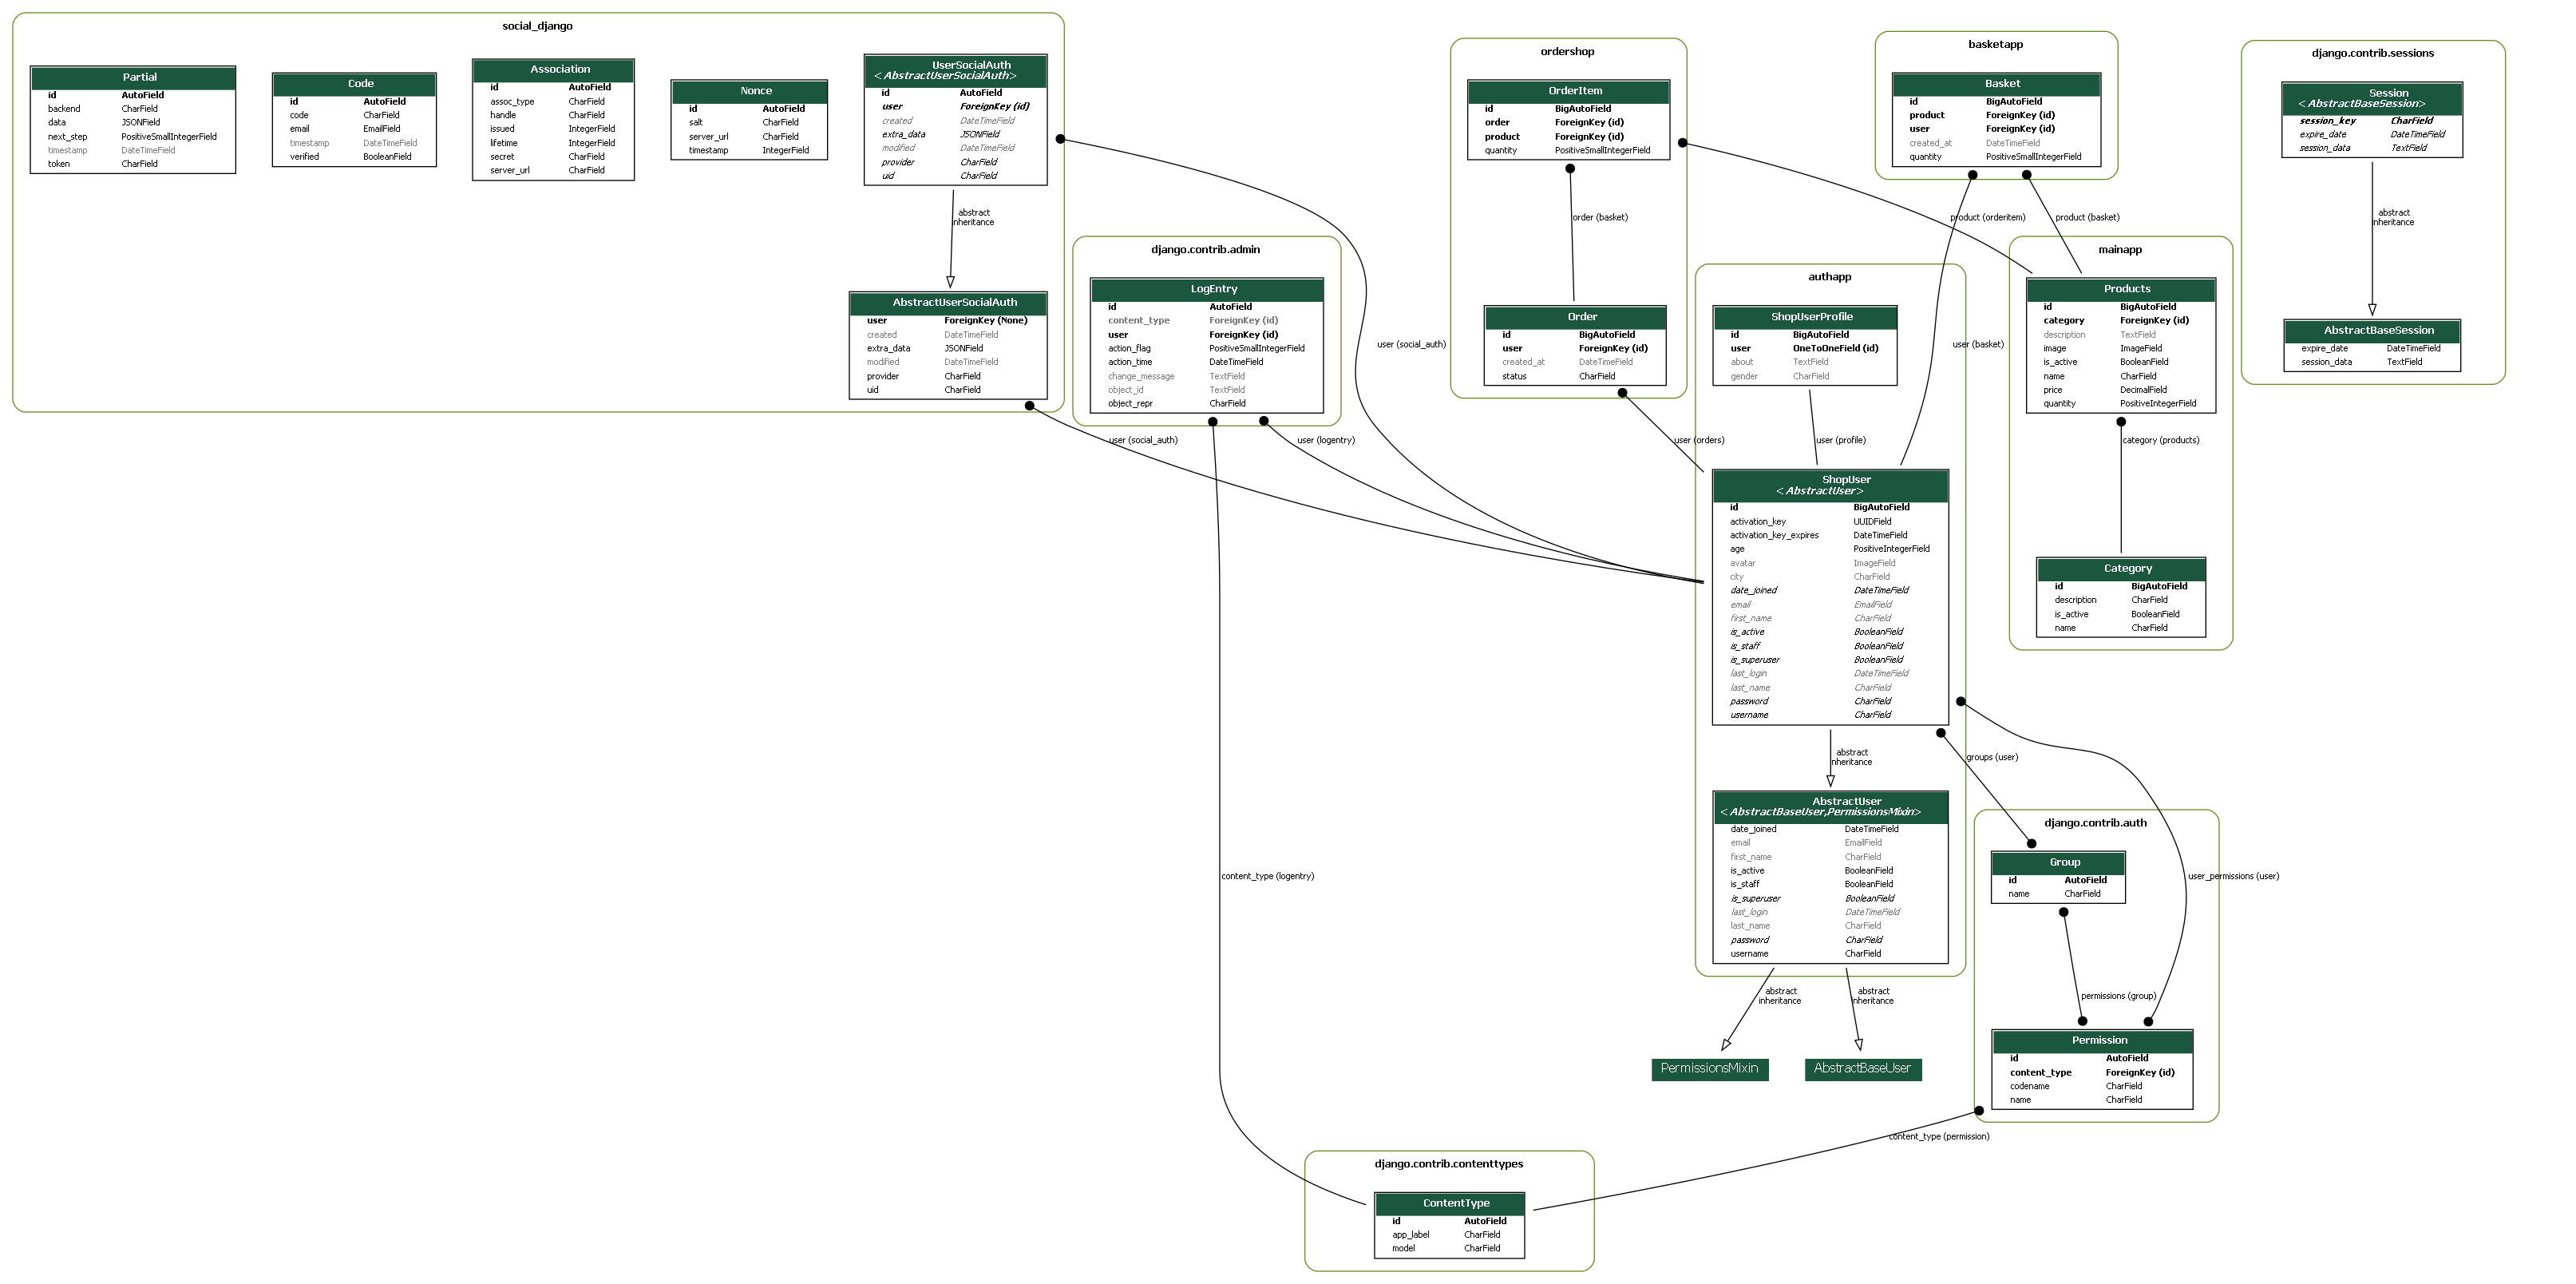 social_django
Partial
id AutoField
backend CharField
data JSONField
next_step PositiveSmallIntegerField
timestamp DateTimeField
token CharField
Code
id AutoField
code CharField
email EmailField
timestamp DateTimeField
verified BooleanField
Association
id AutoField
assoc_type CharField
handle CharField
issued IntegerField
lifetime IntegerField
secret CharField
server_url CharField
Nonce
id AutoField
salt CharField
server_url CharField
timestamp IntegerField
UserSocialAuth
<AbstractUserSocialAuth>
id AutoField
user ForeignKey (id)
created DateTimeField
extra_data JSONField
modified DateTimeField
provider CharField
uid CharField
abstract
inheritance
AbstractUserSocialAuth
user ForeignKey (None)
created DateTimeField
extra_data JSONField
modified DateTimeField
provider CharField
uid CharField
user (social_auth)
django.contrib.admin
LogEntry
id AutoField
content_type ForeignKey (id)
user ForeignKey (id)
action_flag PositiveSmallIntegerField
action_time DateTimeField
change_message TextField
object_id TextField
object_repr CharField
user (logentry)
user (social_auth)
content_type (logentry)
ordershop
OrderItem
id BigAutoField
order ForeignKey (id)
product ForeignKey (id)
quantity PositiveSmallIntegerField
order (basket)
Order
id BigAutoField
user ForeignKey (id)
created_at DateTimeField
status CharField
user (orders)
basketapp
Basket
id BigAutoField
product ForeignKey (id)
user ForeignKey (id)
created_at DateTimeField
quantity PositiveSmallIntegerField
product (orderitem)
product (basket)
user (basket)
django.contrib.sessions
Session
<AbstractBaseSession>
session_key CharField
expire_date DateTimeField
session_data TextField
abstract
inheritance
AbstractBaseSession
expire_date DateTimeField
session_data TextField
mainapp
Products
id BigAutoField
category ForeignKey (id)
description TextField
image ImageField
is_active BooleanField
name CharField
price DecimalField
quantity PositiveIntegerField
category (products)
Category
id BigAutoField
description CharField
is_active BooleanField
name CharField
authapp
ShopUserProfile
id BigAutoField
user OneToOneField (id)
about TextField
gender CharField
user (profile)
ShopUser
<AbstractUser>
id BigAutoField
activation_key UUIDField
activation_key_expires DateTimeField
age PositiveIntegerField
avatar ImageField
city CharField
date_joined DateTimeField
email EmailField
first_name CharField
is_active BooleanField
is_staff BooleanField
is_superuser BooleanField
last_login DateTimeField
last_name CharField
password CharField
username CharField
abstract
inheritance
groups (user)
AbstractUser
<AbstractBaseUser,PermissionsMixin>
date_joined DateTimeField
email EmailField
first_name CharField
is_active BooleanField
is_staff BooleanField
is_superuser BooleanField
last_login DateTimeField
last_name CharField
password CharField
username CharField
abstract
inheritance
abstract
inheritance
PermissionsMixin
AbstractBaseUser
django.contrib.auth
Group
id AutoField
name CharField
user_permissions (user)
permissions (group)
Permission
id AutoField
content_type ForeignKey (id)
codename CharField
name CharField
content_type (permission)
django.contrib.contenttypes
ContentType
id AutoField
app_label CharField
model CharField